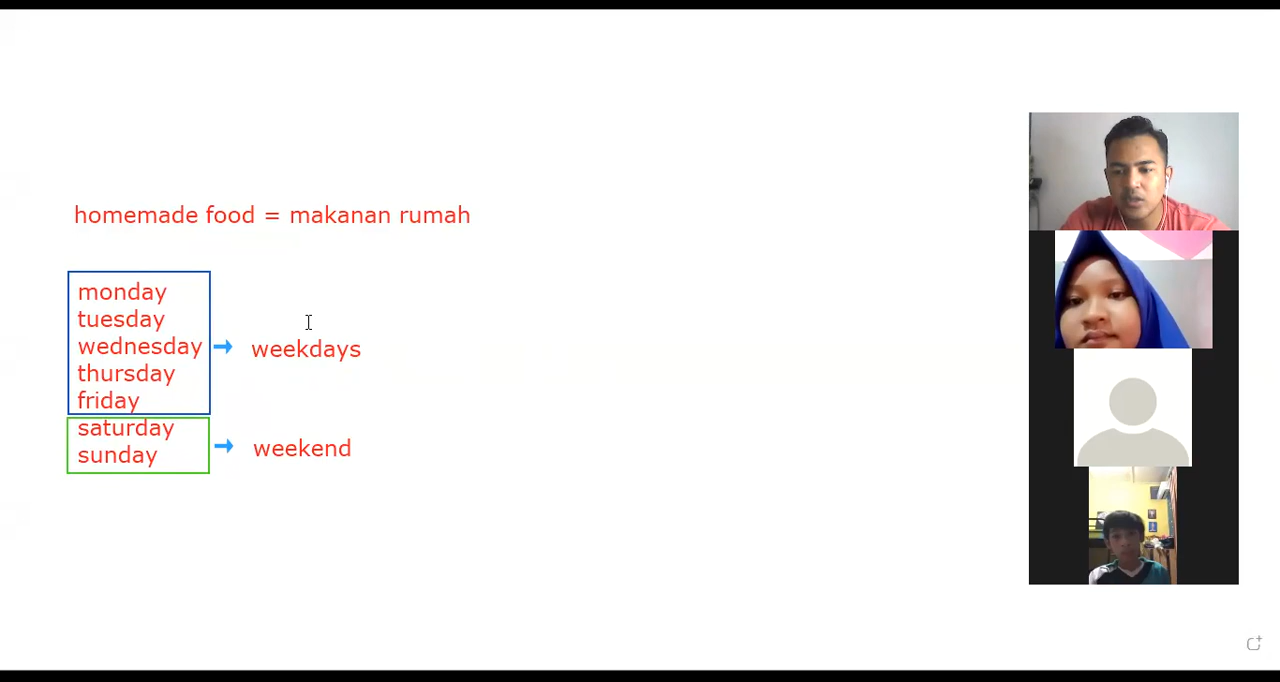 homemade food = makanan rumah
monday
tuesday
wednesday
thursday
friday
weekdays
saturday
sunday
weekend